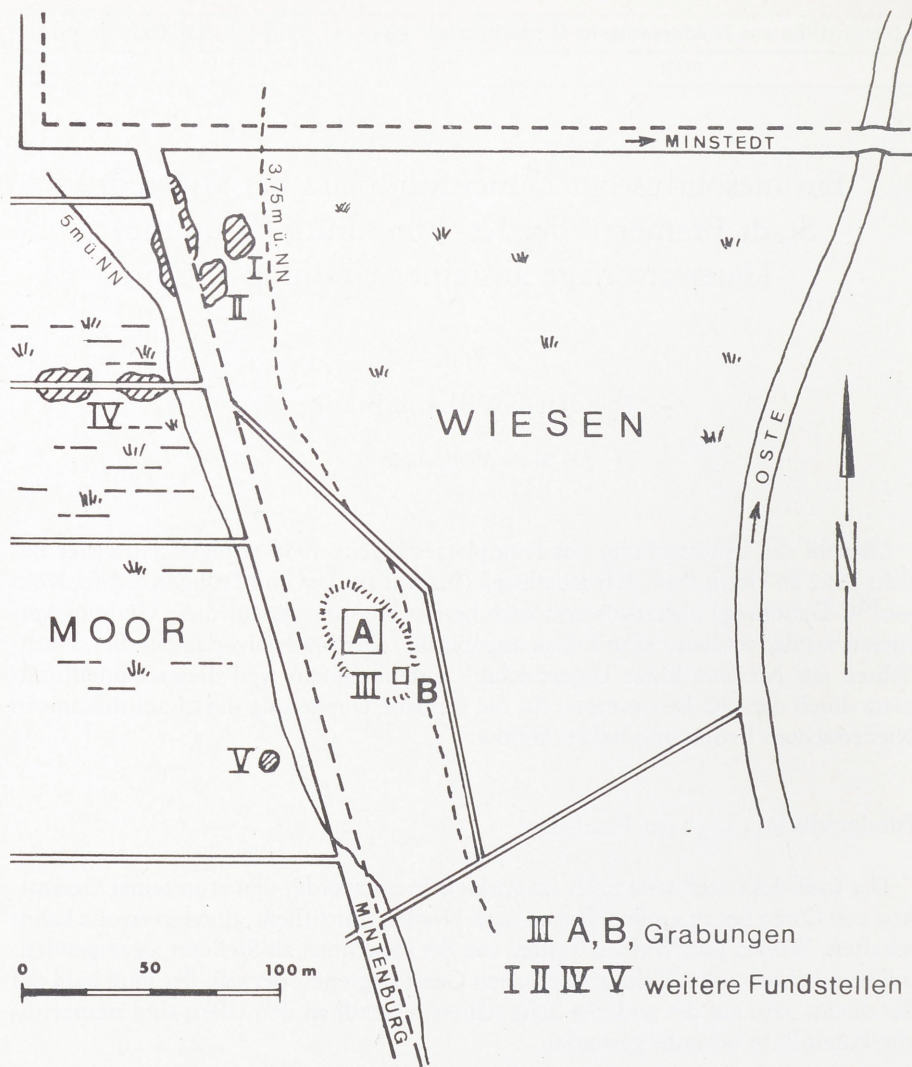 MINSTEDT
3,75 m ü. NN
5m ü. NN
I
II
IV
WIESEN
OSTE
N
MOOR
A
III
B
V
III A, B, Grabungen
I II IV V weitere Fundstellen
0 50 100 m
MINTENBURG